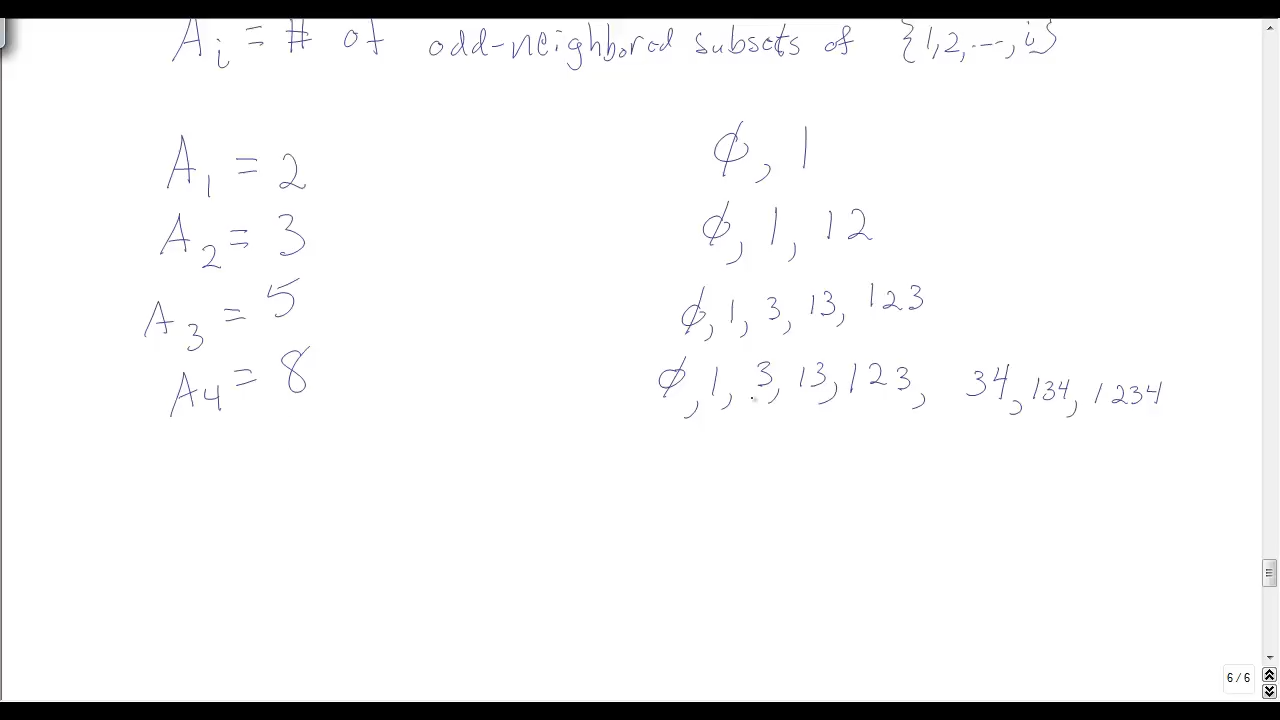 A_i = # of odd-neighbored subsets of {1,2,...,i}
A_1 = 2 ϕ, 1
A_2 = 3 ϕ, 1, 12
A_3 = 5 ϕ, 1, 3, 13, 123
A_4 = 8 ϕ, 1, 3, 13, 123, 34, 134, 1234
6/6